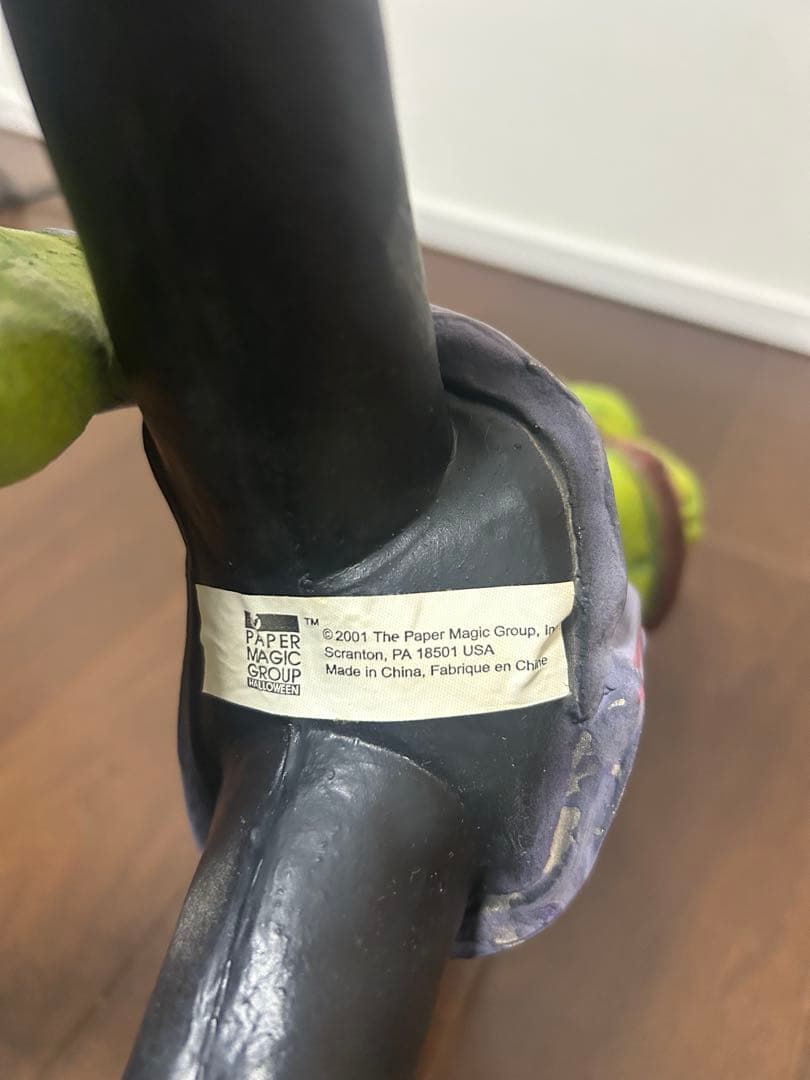 PAPER
MAGIC
GROUP
HALLOWEEN
TM
©2001 The Paper Magic Group, In
Scranton, PA 18501 USA
Made in China, Fabrique en Chine